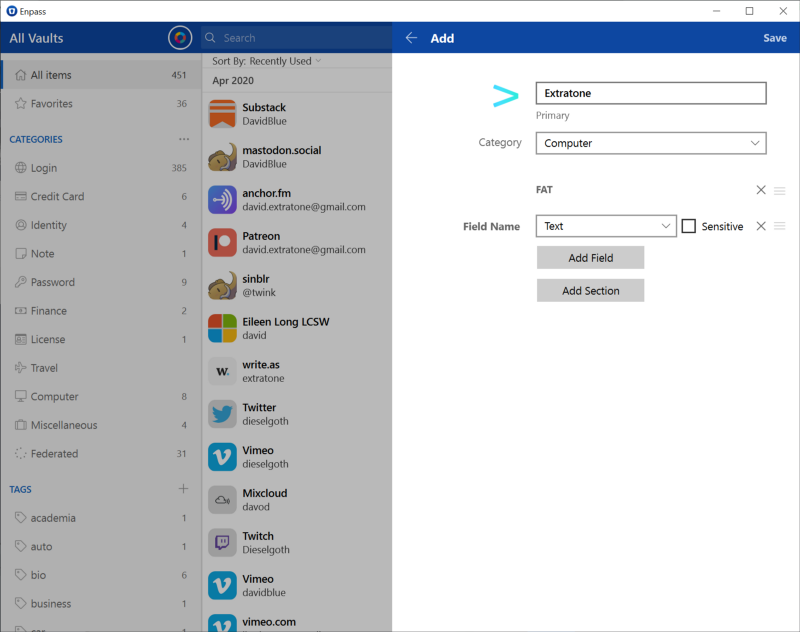 Enpass
All Vaults
All items 451
Favorites 36
CATEGORIES
Login 385
Credit Card 6
Identity 4
Note 1
Password 9
Finance 2
License 1
Travel
Computer 8
Miscellaneous 4
Federated 31
TAGS
academia 1
auto 1
bio 6
business 1
Search
Sort By: Recently Used
Apr 2020
Substack
DavidBlue
mastodon.social
DavidBlue
anchor.fm
david.extratone@gmail.com
Patreon
david.extratone@gmail.com
sinblr
@twink
Eileen Long LCSW
david
w.
write.as
extratone
Twitter
dieselgoth
Vimeo
dieselgoth
Mixcloud
davod
Twitch
Dieselgoth
Vimeo
davidblue
vimeo.com
Add
Save
Extratone
Primary
Category Computer
FAT
Field Name Text Sensitive
Add Field
Add Section